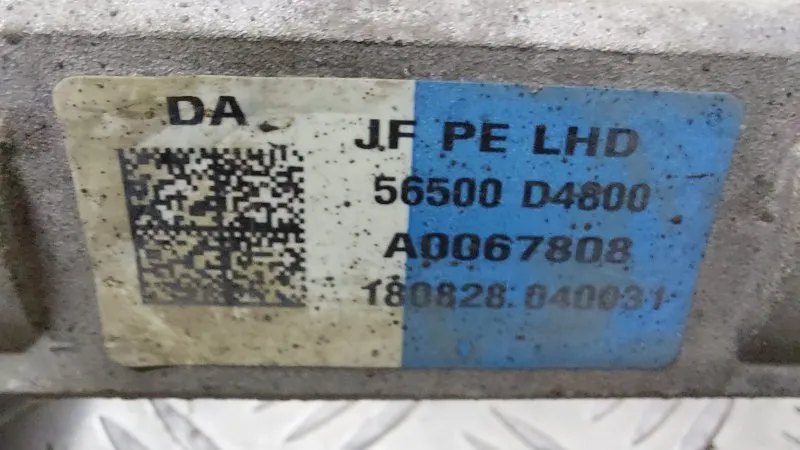 DA
JF PE LHD
56500 D4800
A0067808
180828 040031